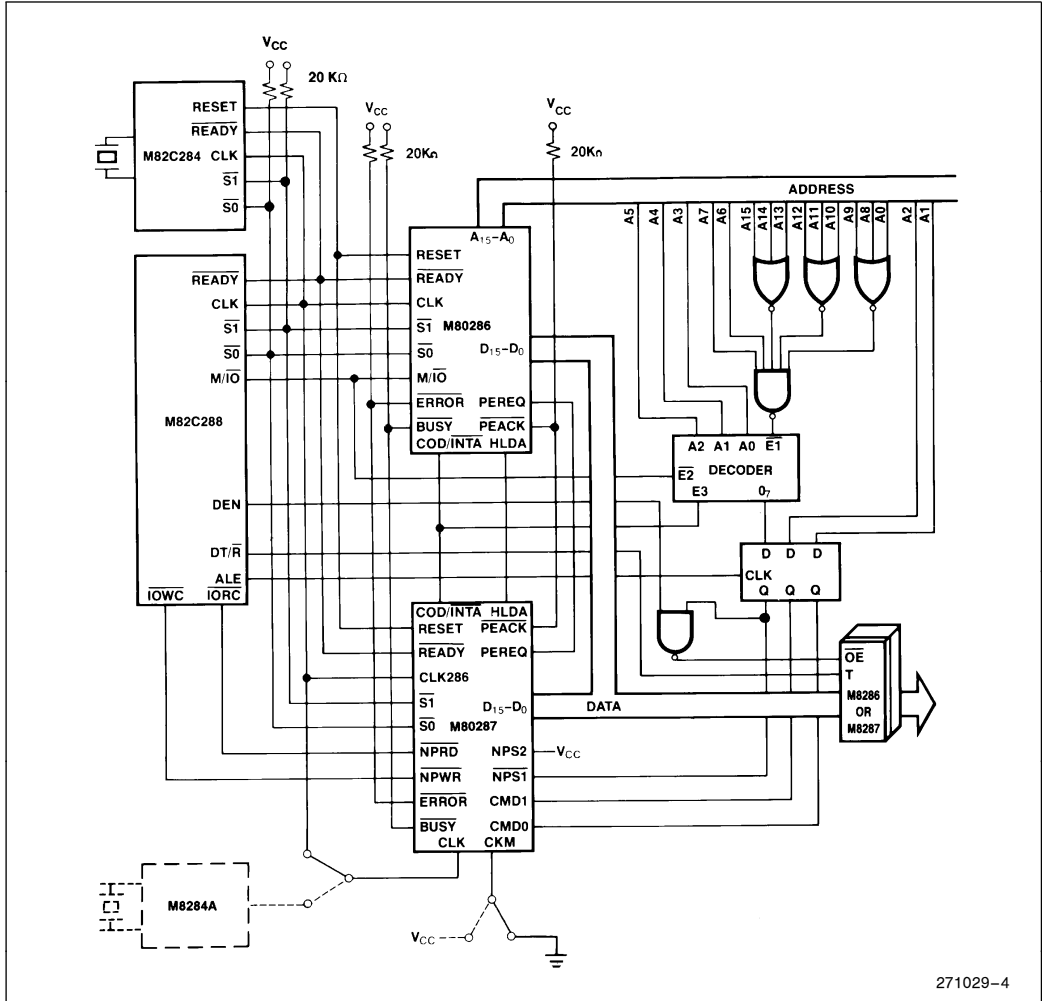 VCC
20 KΩ
RESET
READY
M82C284 CLK
S1
S0
VCC
20KΩ
VCC
20KΩ
ADDRESS
A5
A4
A3
A7
A6
A15
A14
A13
A12
A11
A10
A9
A8
A0
A2
A1
READY
CLK
S1
S0
M/IO
M82C288
DEN
DT/R
ALE
IOWC IORC
A15–A0
RESET
READY
CLK
S1 M80286
S0 D15–D0
M/IO
ERROR PEREQ
BUSY PEACK
COD/INTA HLDA
A2 A1 A0 E1
DECODER
E2
E3 07
D D D
CLK
Q Q Q
COD/INTA HLDA
RESET PEACK
READY PEREQ
CLK286
S1 D15–D0
S0 M80287
NPRD NPS2 VCC
NPWR NPS1
ERROR CMD1
BUSY CMD0
CLK CKM
DATA
OE
T
M8286
OR
M8287
M8284A
VCC
271029–4